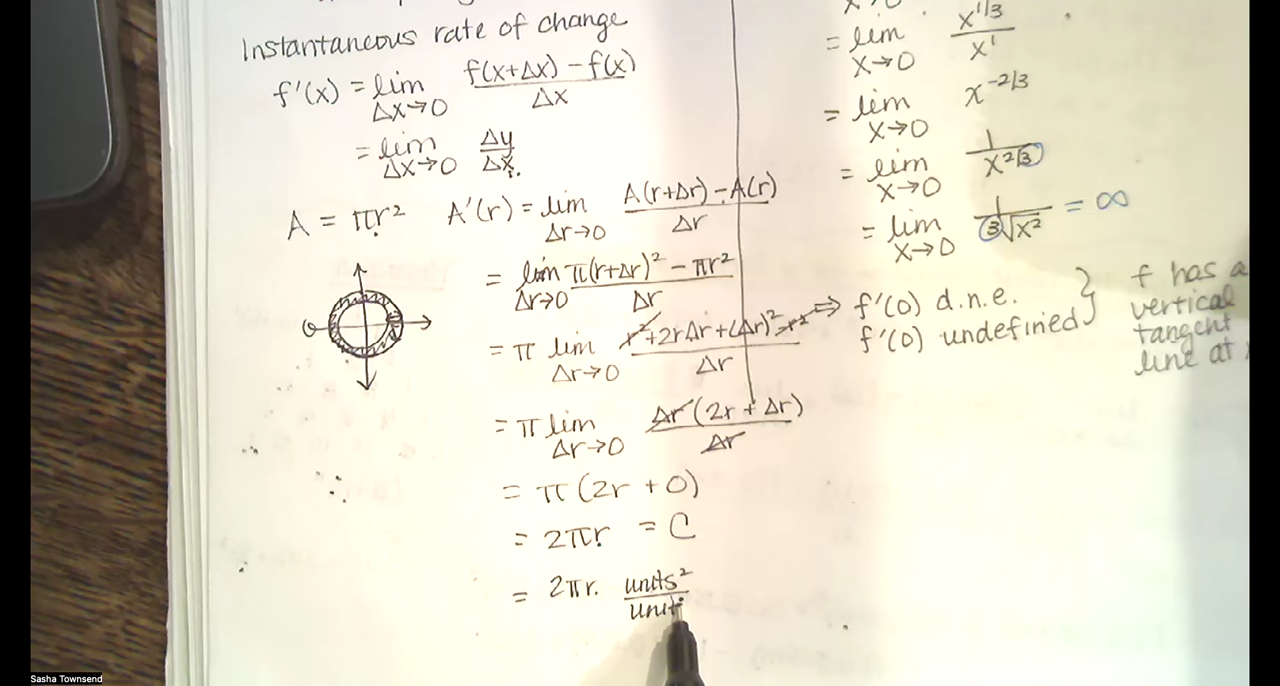 Instantaneous rate of change
f'(x) = lim Δx→0 f(x+Δx) - f(x) / Δx
= lim Δx→0 Δy / Δx
A = πr² A'(r) = lim Δr→0 A(r+Δr) - A(r) / Δr
= lim Δr→0 π(r+Δr)² - πr² / Δr
= π lim Δr→0 r² + 2rΔr + (Δr)² - r² / Δr
= π lim Δr→0 Δr(2r + Δr) / Δr
= π(2r + 0)
= 2πr = C
= 2πr. units² / unit
= lim x→0 x^1/3 / x^1
= lim x→0 x^-2/3
= lim x→0 1 / x^2/3
= lim x→0 1 / ³√x² = ∞
⇒ f'(0) d.n.e. } f has a
f'(0) undefined vertical
tangent
line at
Sasha Townsend